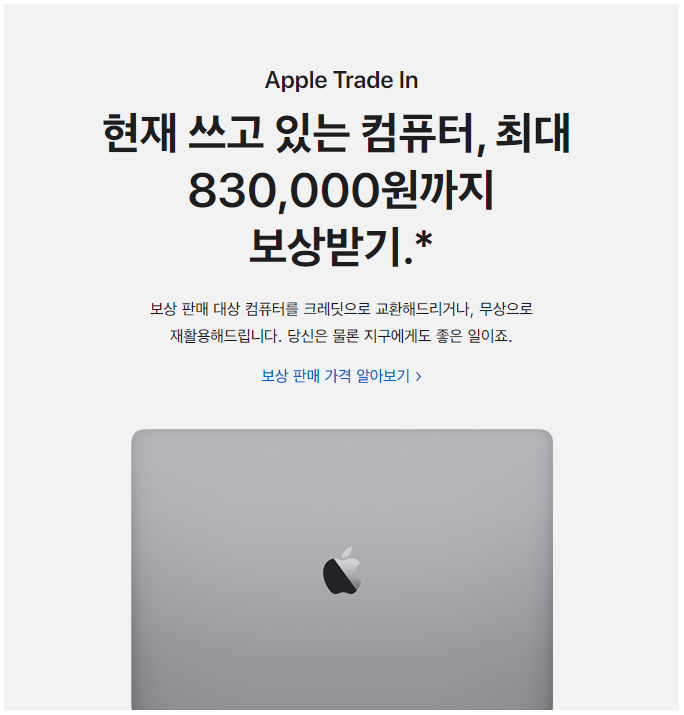 Apple Trade In
현재 쓰고 있는 컴퓨터, 최대
830,000원까지
보상받기.*
보상 판매 대상 컴퓨터를 크레딧으로 교환해드리거나, 무상으로
재활용해드립니다. 당신은 물론 지구에게도 좋은 일이죠.
보상 판매 가격 알아보기 >